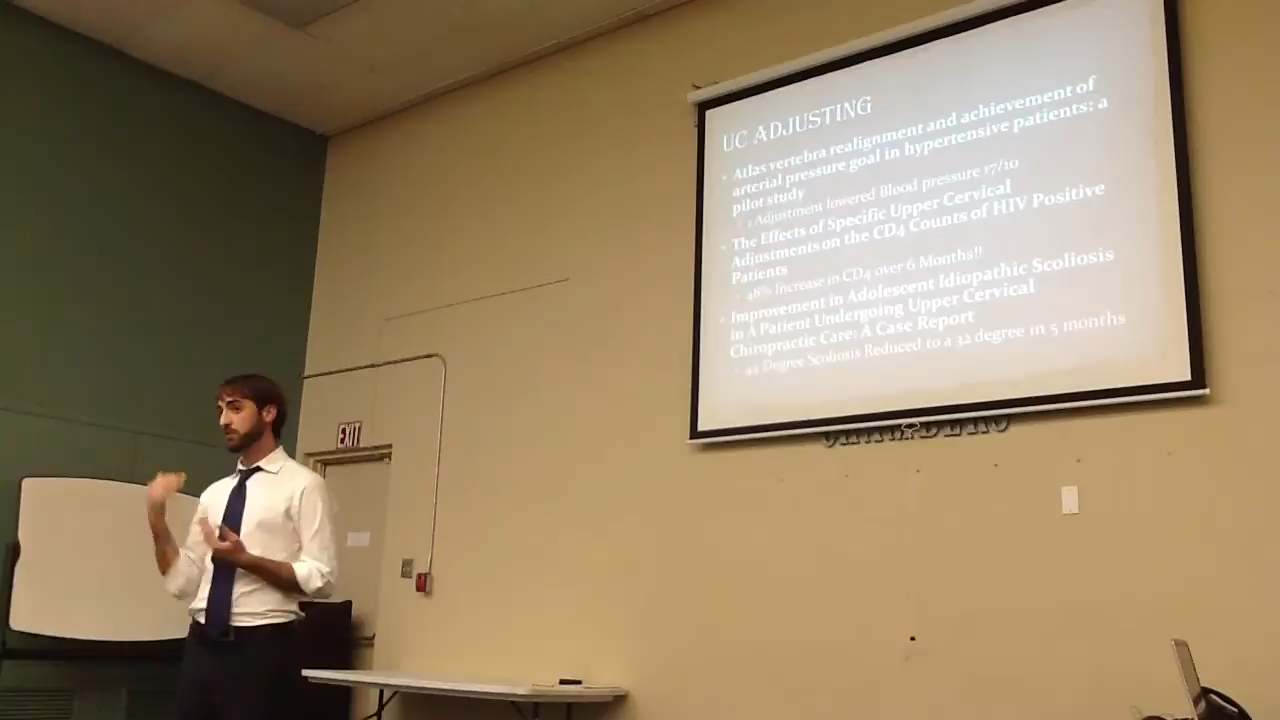 UC ADJUSTING
• Atlas vertebra realignment and achievement of
arterial pressure goal in hypertensive patients: a
pilot study
• 1 Adjustment lowered Blood pressure 17/10
• The Effects of Specific Upper Cervical
Adjustments on the CD4 Counts of HIV Positive
Patients
• 48% Increase in CD4 over 6 Months!!
• Improvement in Adolescent Idiopathic Scoliosis
in A Patient Undergoing Upper Cervical
Chiropractic Care: A Case Report
• 44 Degree Scoliosis Reduced to a 32 degree in 5 months
EXIT